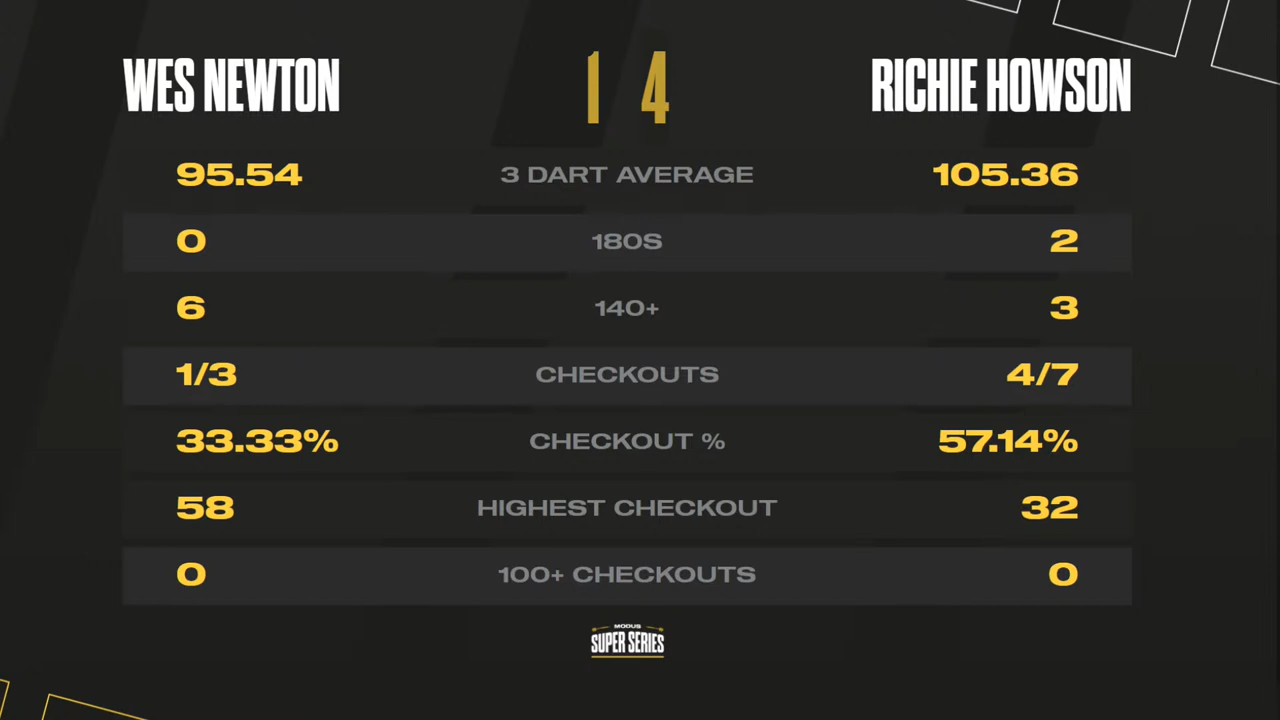 WES NEWTON 1 4 RICHIE HOWSON
95.54 3 DART AVERAGE 105.36
0 180S 2
6 140+ 3
1/3 CHECKOUTS 4/7
33.33% CHECKOUT % 57.14%
58 HIGHEST CHECKOUT 32
0 100+ CHECKOUTS 0
MODUS
SUPER SERIES